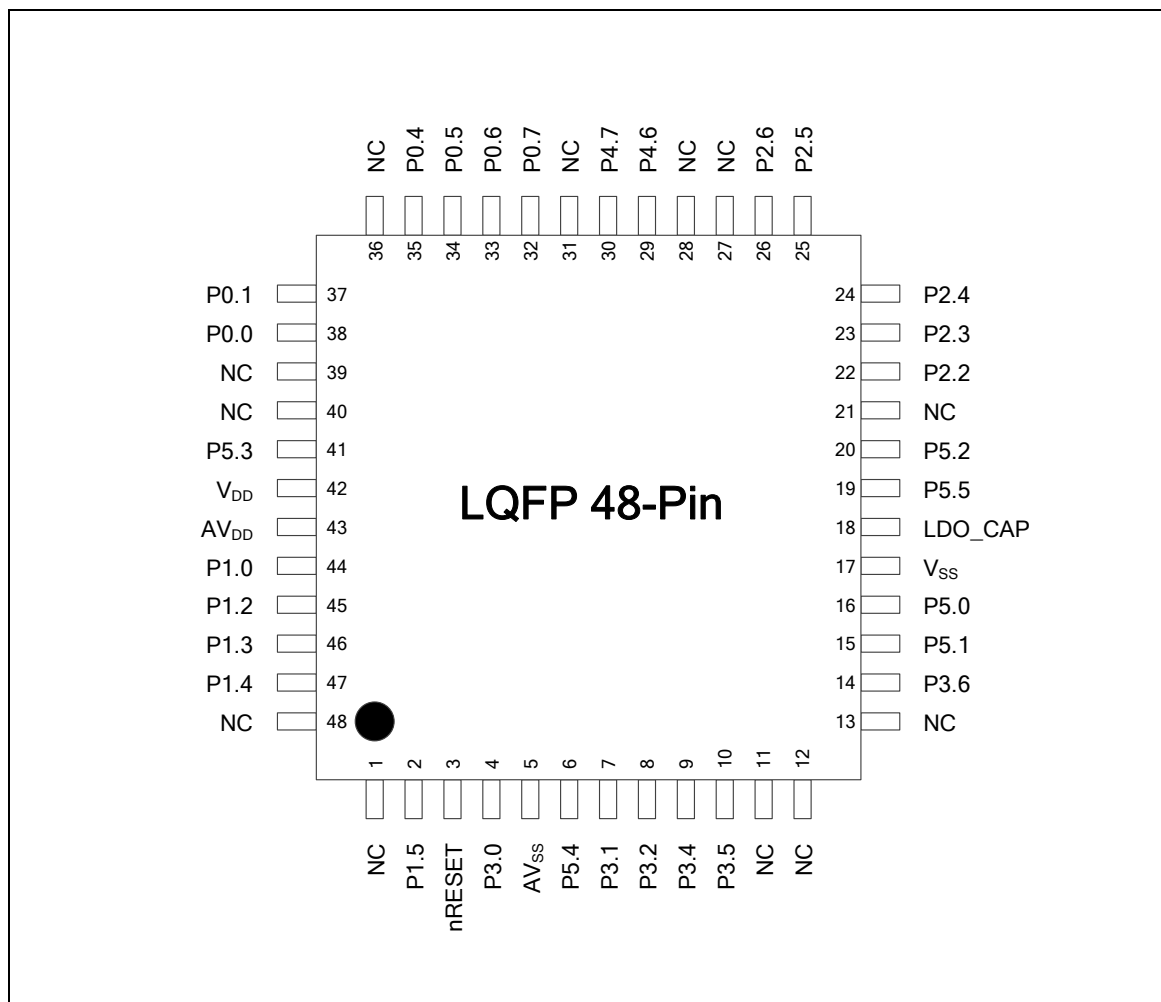 NC P0.4 P0.5 P0.6 P0.7 NC P4.7 P4.6 NC NC P2.6 P2.5
36 35 34 33 32 31 30 29 28 27 26 25
P0.1 37 24 P2.4
P0.0 38 23 P2.3
NC 39 22 P2.2
NC 40 21 NC
P5.3 41 20 P5.2
VDD 42 19 P5.5
LQFP 48-Pin
AVDD 43 18 LDO_CAP
P1.0 44 17 VSS
P1.2 45 16 P5.0
P1.3 46 15 P5.1
P1.4 47 14 P3.6
NC 48 13 NC
1 2 3 4 5 6 7 8 9 10 11 12
NC P1.5 nRESET P3.0 AVSS P5.4 P3.1 P3.2 P3.4 P3.5 NC NC